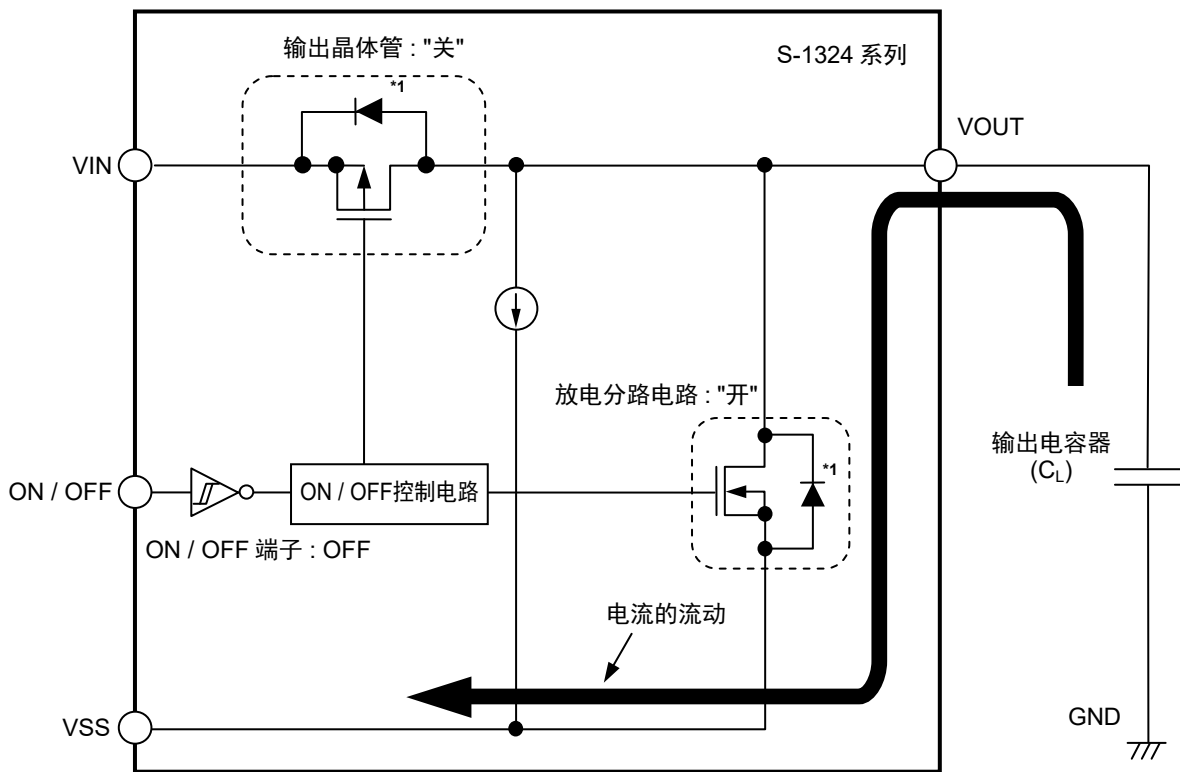 输出晶体管 : "关"
S-1324 系列
*1
VOUT
VIN
放电分路电路 : "开"
*1
输出电容器
(CL)
ON / OFF
ON / OFF控制电路
ON / OFF 端子 : OFF
电流的流动
VSS
GND